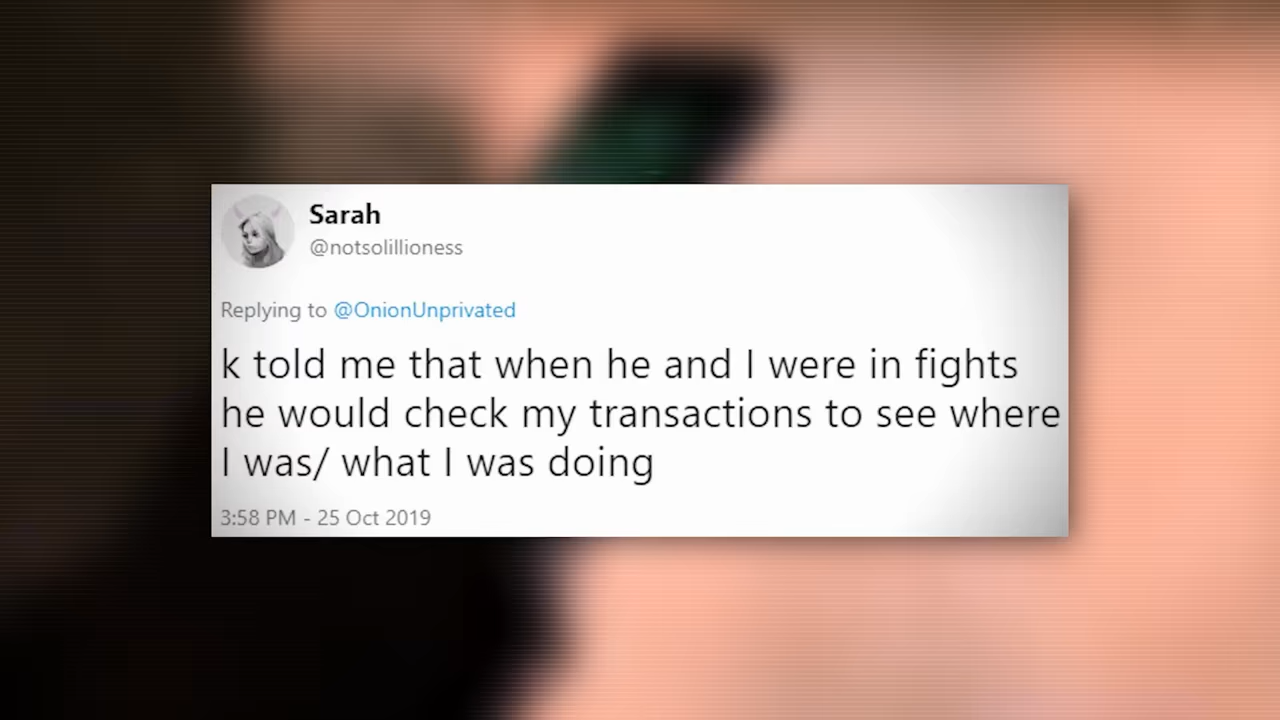 Sarah
@notsolillioness
Replying to @OnionUnprivated
k told me that when he and I were in fights
he would check my transactions to see where
I was/ what I was doing
3:58 PM - 25 Oct 2019